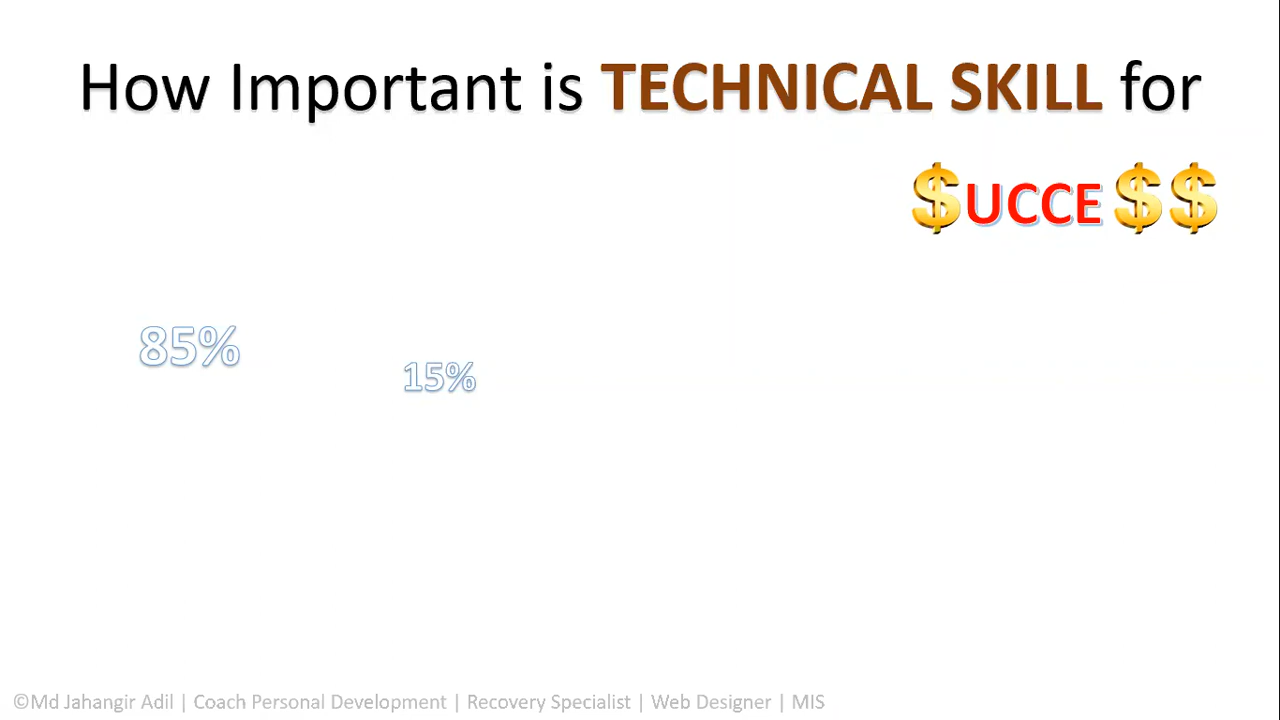 How Important is TECHNICAL SKILL for
$UCCE$$
85%
15%
©Md Jahangir Adil | Coach Personal Development | Recovery Specialist | Web Designer | MIS